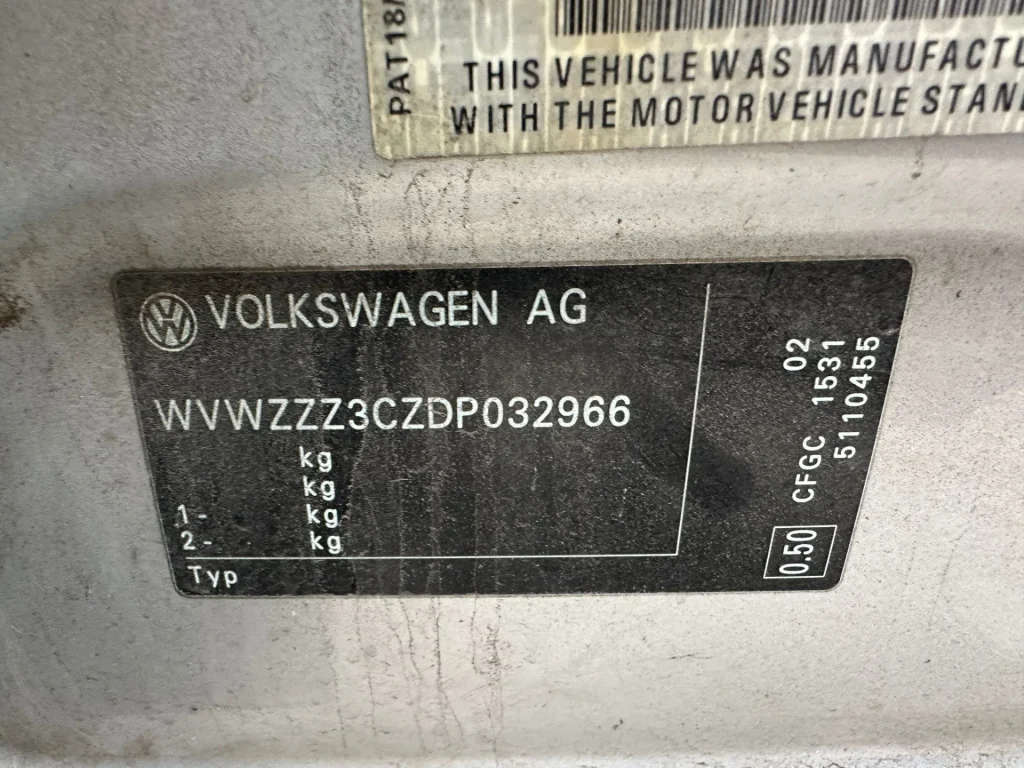 PAT18/
THIS VEHICLE WAS MANUFACTU
WITH THE MOTOR VEHICLE STAN
VOLKSWAGEN AG
WVWZZZ3CZDP032966
kg
kg
1- kg
2- kg
Typ
02
1531
5110455
CFGC
0.50